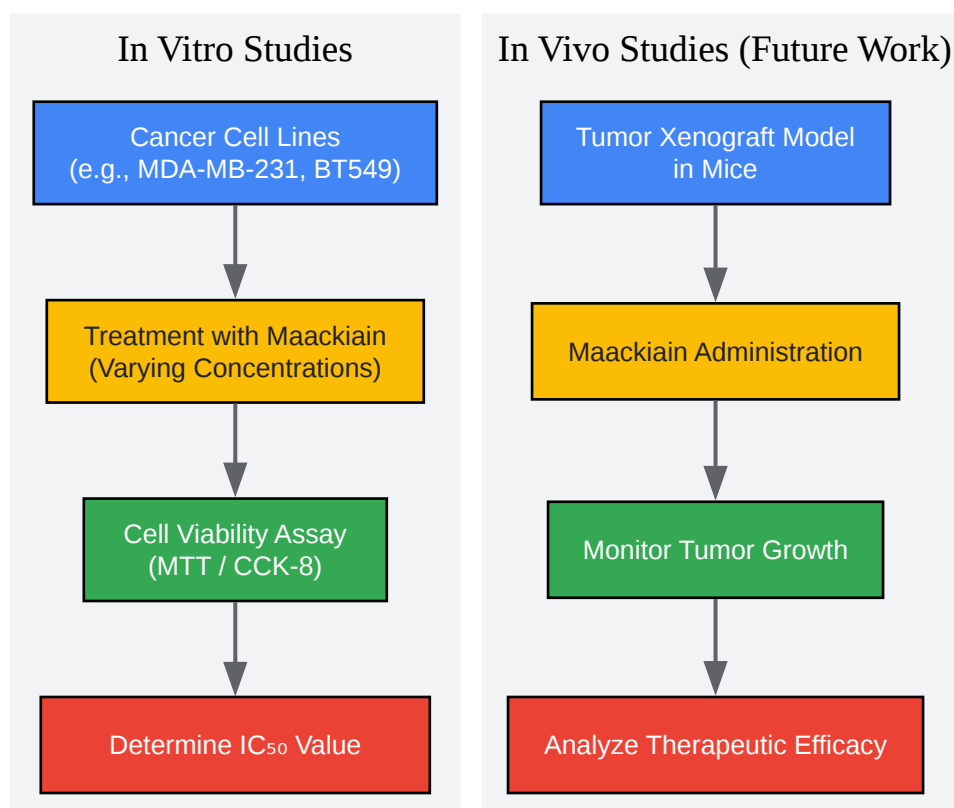 In Vitro Studies
Cancer Cell Lines
(e.g., MDA-MB-231, BT549)
Treatment with Maackiain
(Varying Concentrations)
Cell Viability Assay
(MTT / CCK-8)
Determine IC₅₀ Value
In Vivo Studies (Future Work)
Tumor Xenograft Model
in Mice
Maackiain Administration
Monitor Tumor Growth
Analyze Therapeutic Efficacy